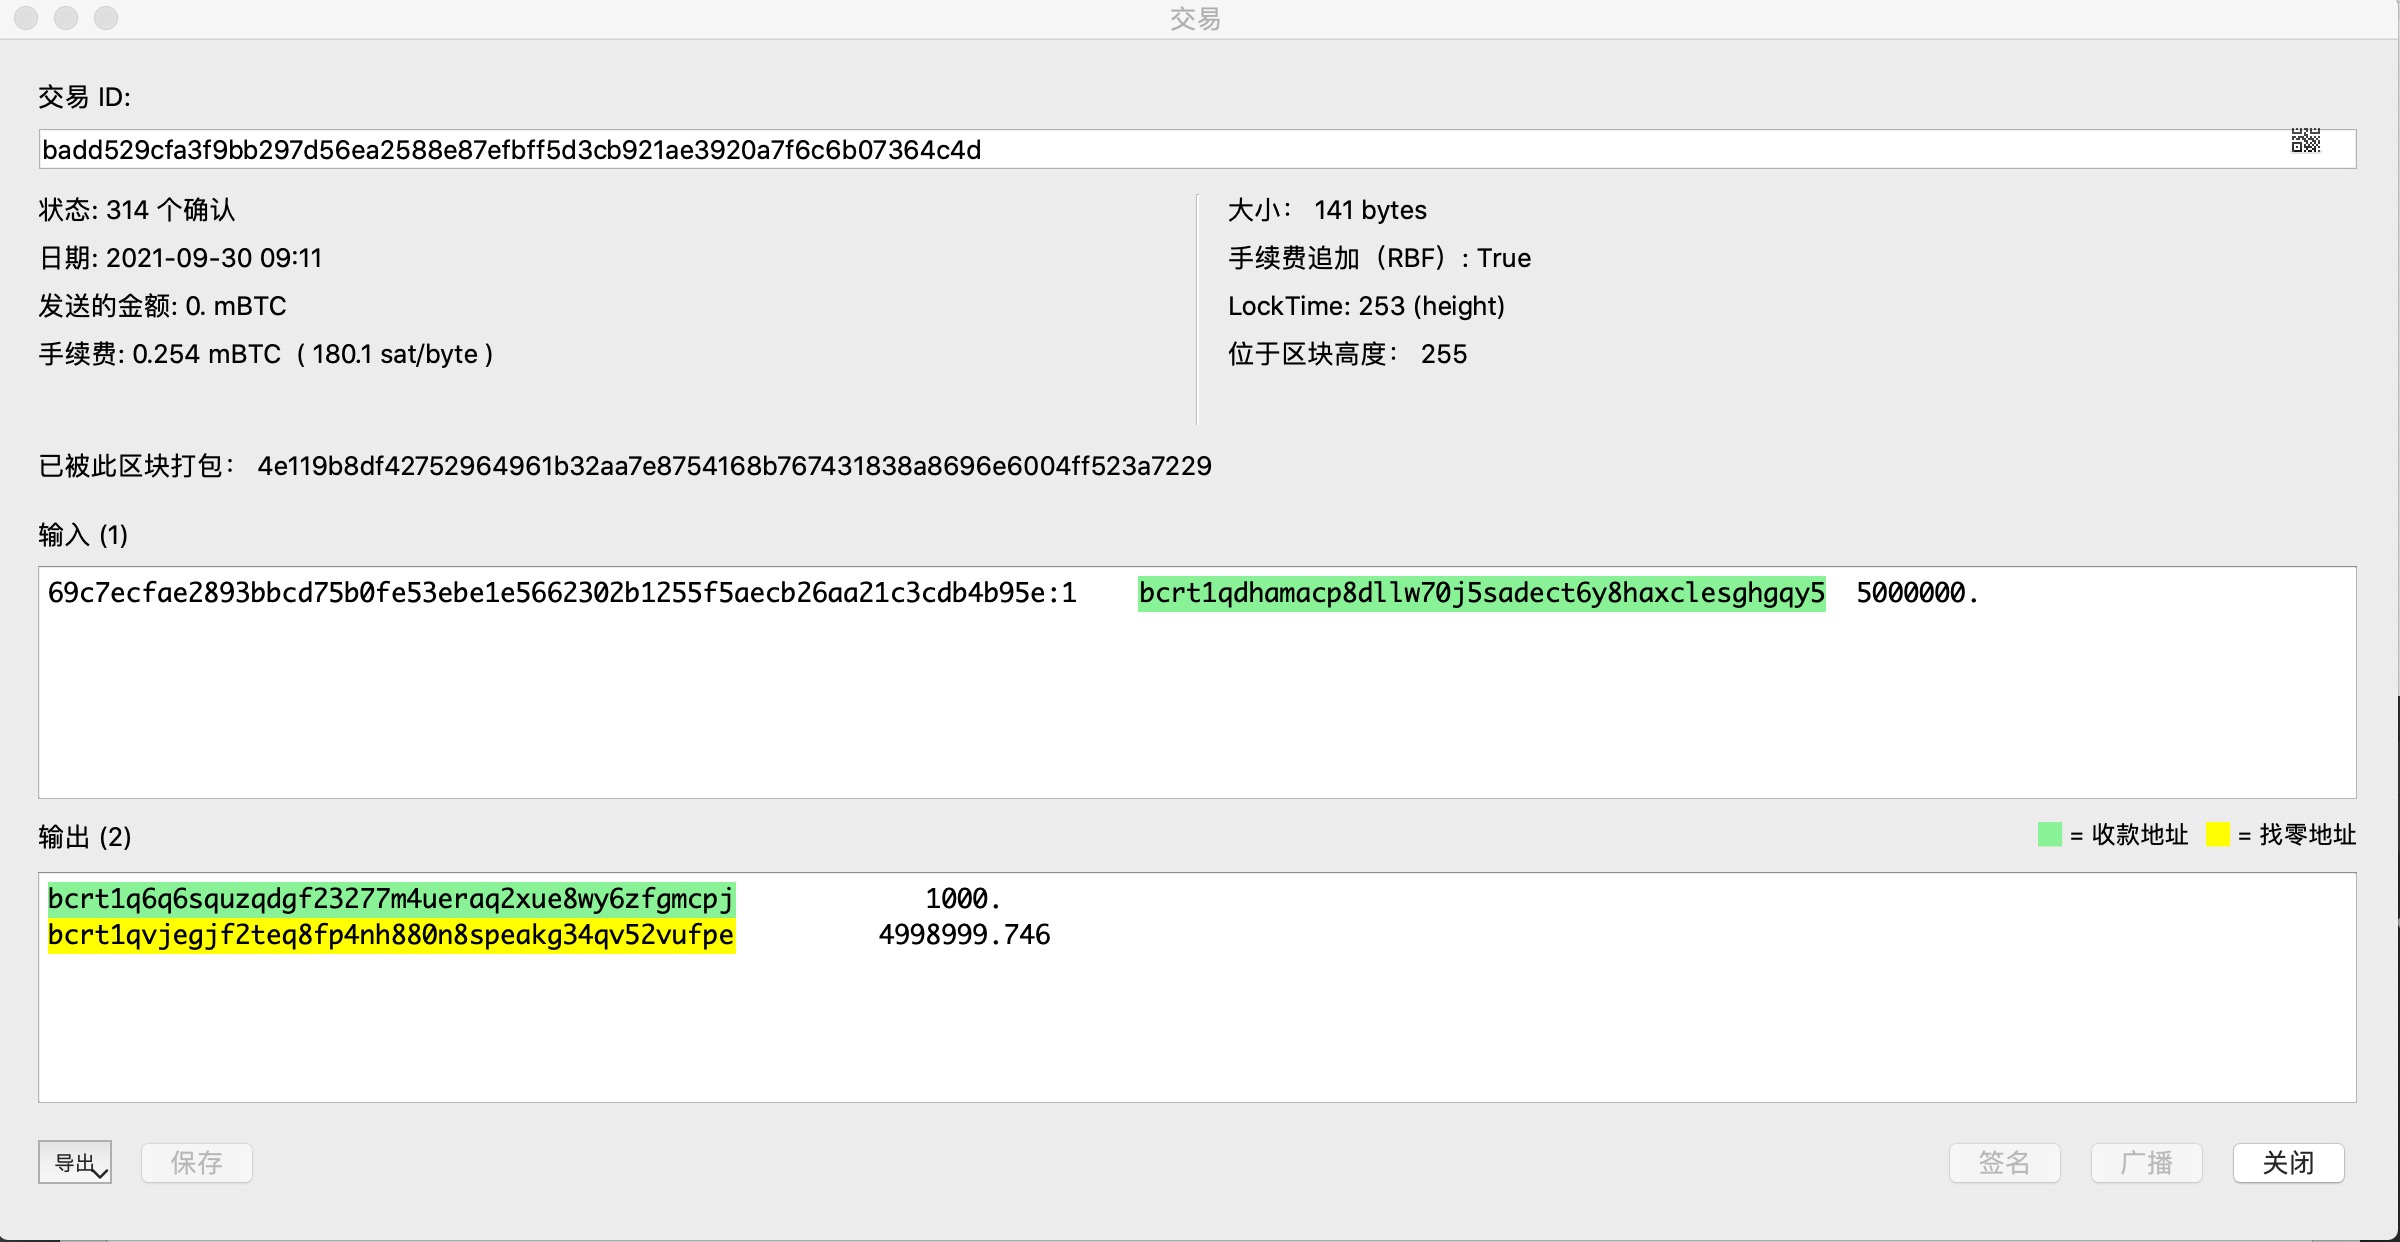 交易
交易 ID:
badd529cfa3f9bb297d56ea2588e87efbff5d3cb921ae3920a7f6c6b07364c4d
状态: 314 个确认
日期: 2021-09-30 09:11
发送的金额: 0. mBTC
手续费: 0.254 mBTC ( 180.1 sat/byte )
大小： 141 bytes
手续费追加（RBF）: True
LockTime: 253 (height)
位于区块高度： 255
已被此区块打包： 4e119b8df42752964961b32aa7e8754168b767431838a8696e6004ff523a7229
输入 (1)
69c7ecfae2893bbcd75b0fe53ebe1e5662302b1255f5aecb26aa21c3cdb4b95e:1 bcrt1qdhamacp8dllw70j5sadect6y8haxclesghgqy5 5000000.
输出 (2)
= 收款地址 = 找零地址
bcrt1q6q6squzqdgf23277m4ueraq2xue8wy6zfgmcpj 1000.
bcrt1qvjegjf2teq8fp4nh880n8speakg34qv52vufpe 4998999.746
导出 保存 签名 广播 关闭